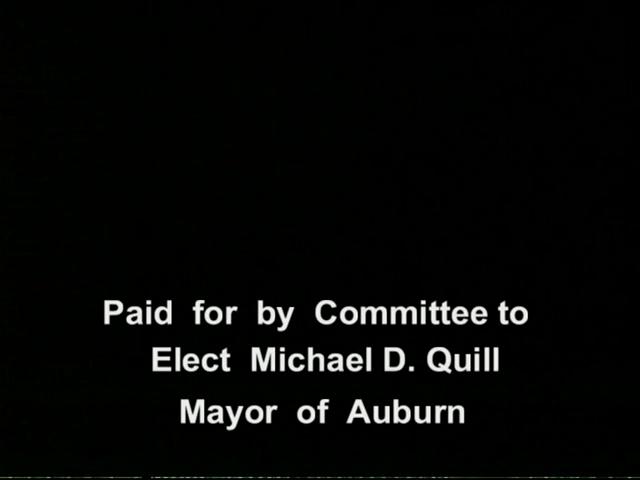 Paid for by Committee to
Elect Michael D. Quill
Mayor of Auburn